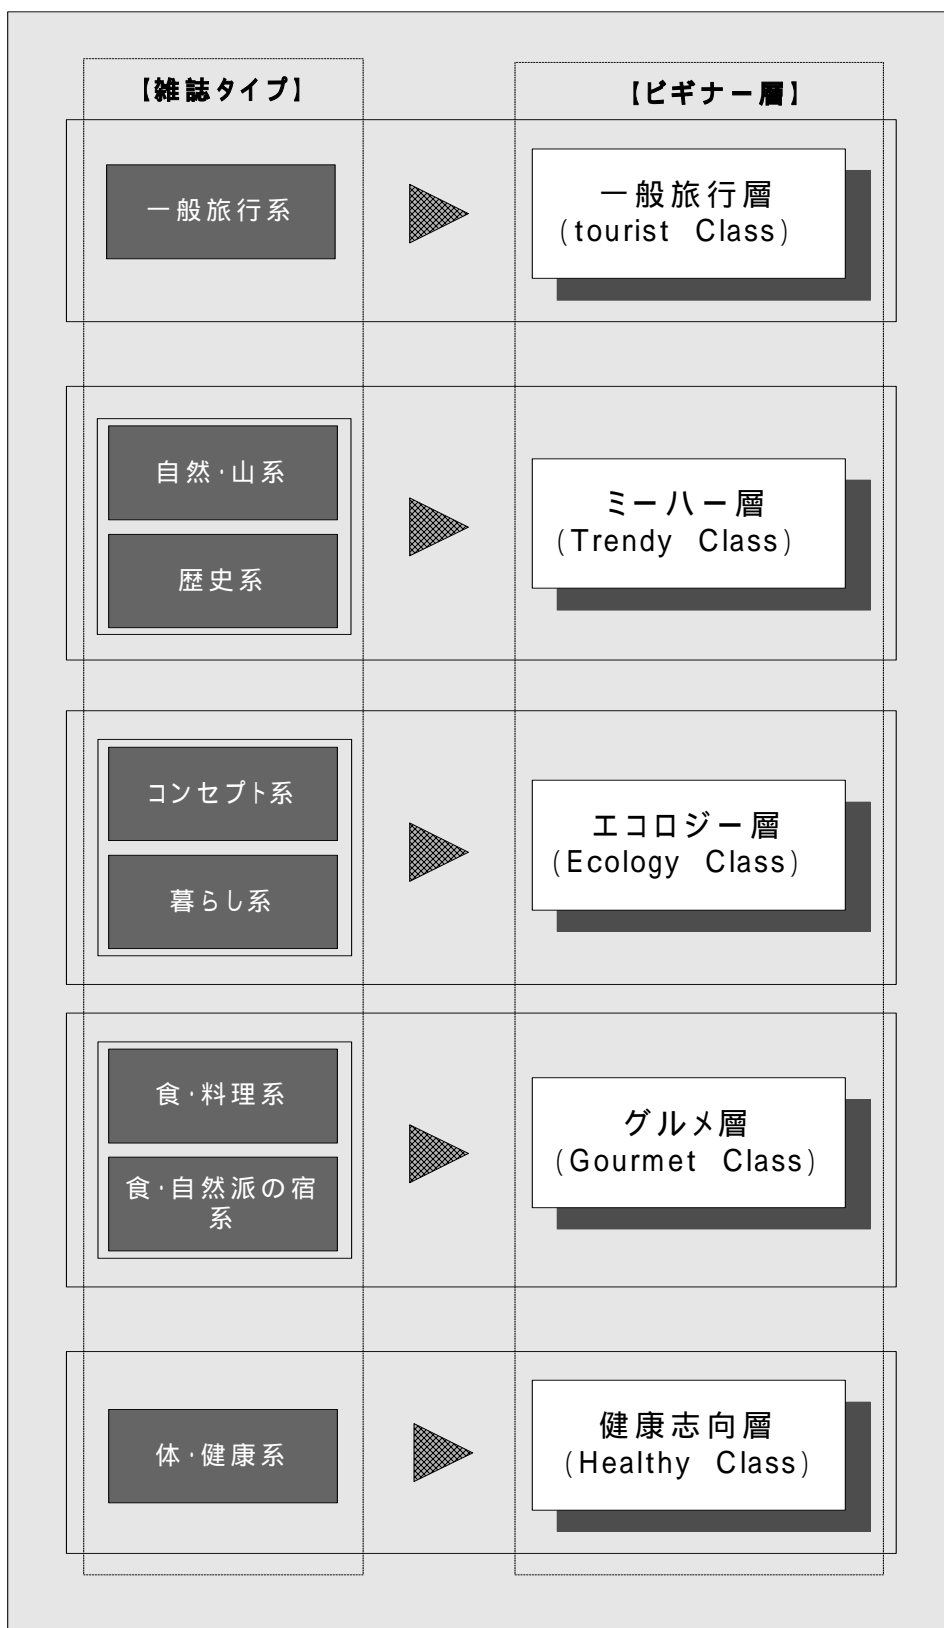 【雑誌タイプ】
【ビギナー層】
一般旅行系
一般旅行層
(tourist Class)
自然・山系
歴史系
ミーハー層
(Trendy Class)
コンセプト系
暮らし系
エコロジー層
(Ecology Class)
食・料理系
食・自然派の宿
系
グルメ層
(Gourmet Class)
体・健康系
健康志向層
(Healthy Class)